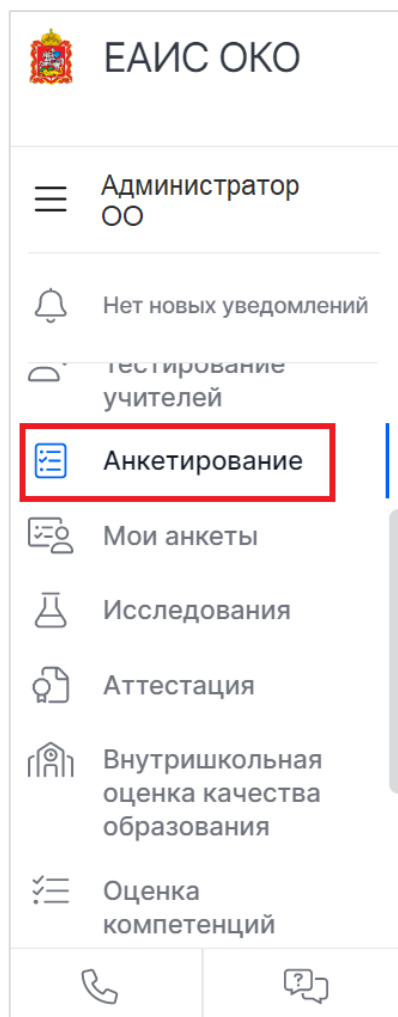 ЕАИС ОКО
Администратор
ОО
Нет новых уведомлений
Тестирование
учителей
Анкетирование
Мои анкеты
Исследования
Аттестация
Внутришкольная
оценка качества
образования
Оценка
компетенций